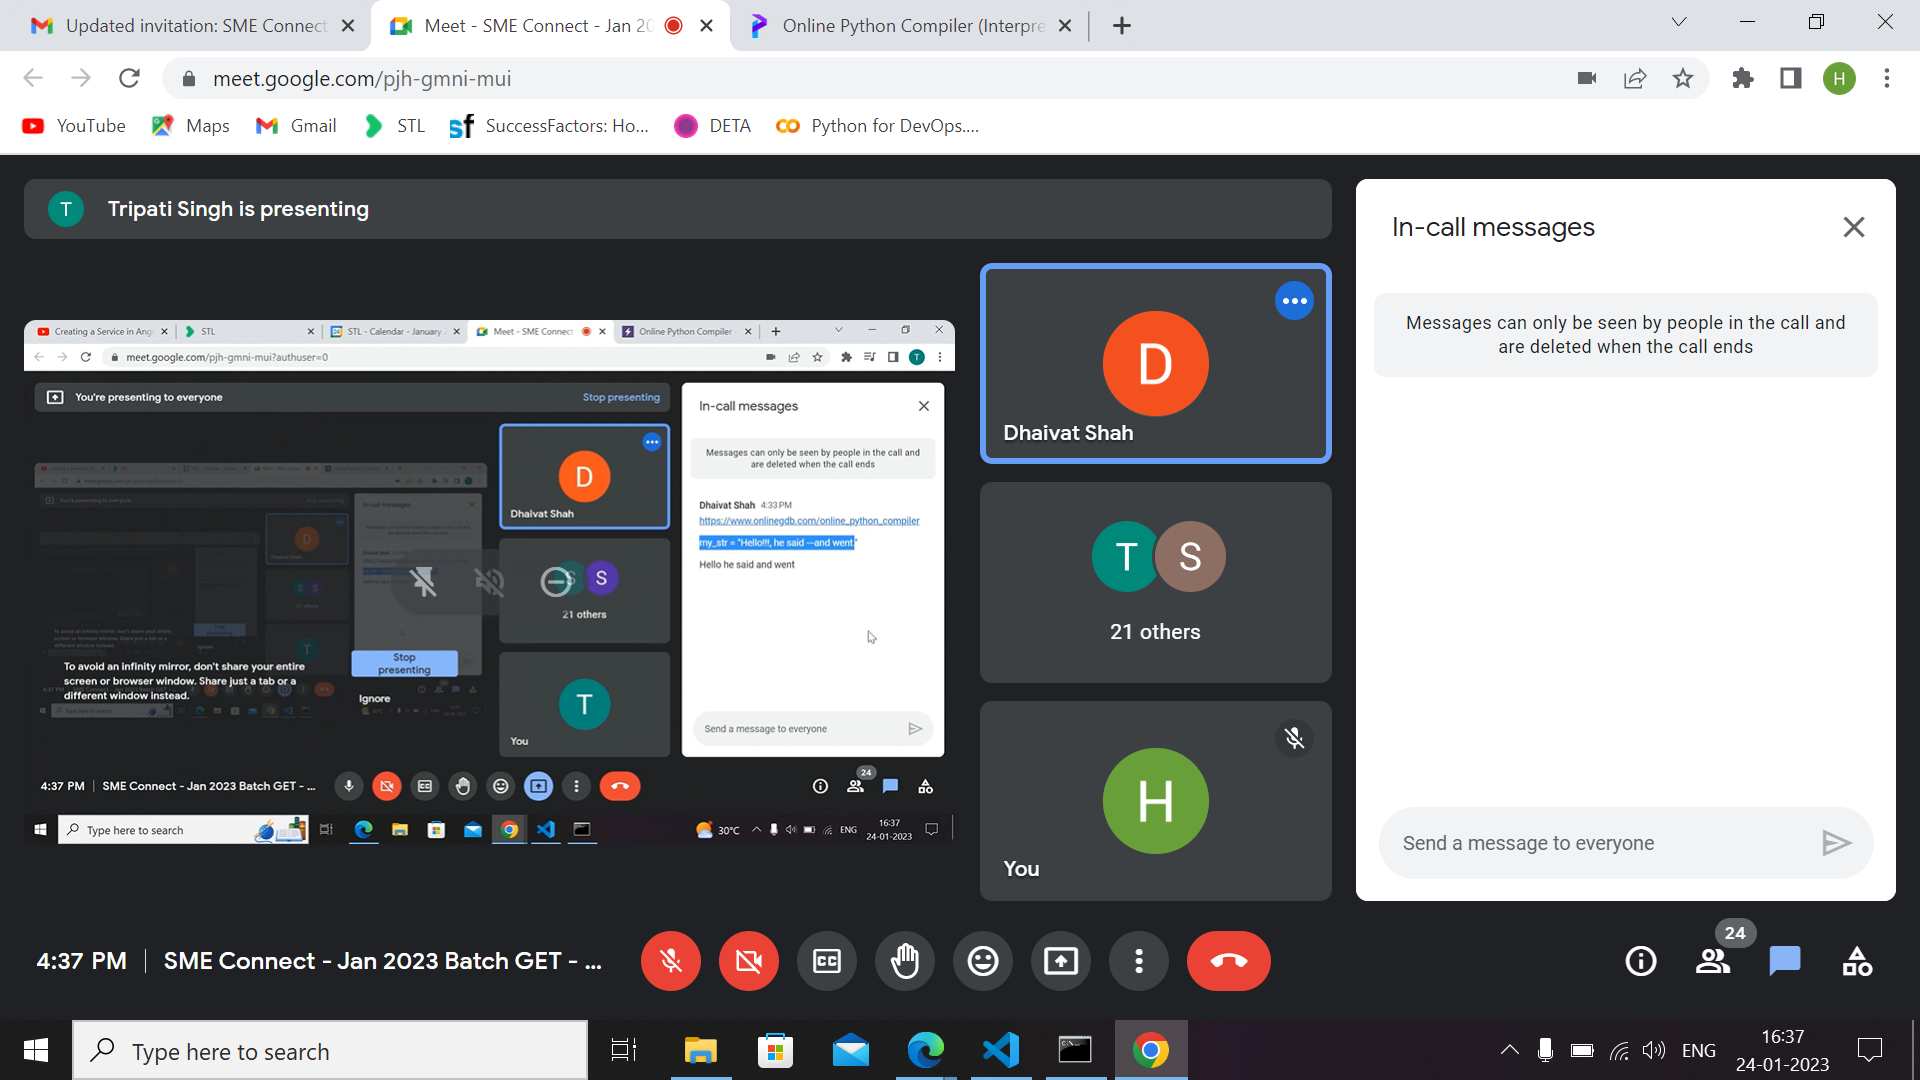 Updated invitation: SME Connect
Meet - SME Connect - Jan 20
Online Python Compiler (Interpre
meet.google.com/pjh-gmni-mui
H
YouTube
Maps
Gmail
STL
SuccessFactors: Ho...
DETA
Python for DevOps....
T
Tripati Singh is presenting
Creating a Service in Ang
STL
STL - Calendar - January
Meet - SME Connect
Online Python Compiler
meet.google.com/pjh-gmni-mui?authuser=0
T
You're presenting to everyone
Stop presenting
In-call messages
Messages can only be seen by people in the call and
are deleted when the call ends
Dhaivat Shah 4:33 PM
https://www.onlinegdb.com/online_python_compiler
my_str = "Hello!!!, he said ---and went."
Hello he said and went
D
Dhaivat Shah
S
21 others
T
You
To avoid an infinity mirror, don't share your entire
screen or browser window. Share just a tab or a
different window instead.
Stop
presenting
Ignore
Send a message to everyone
4:37 PM
SME Connect - Jan 2023 Batch GET - ...
24
Type here to search
30°C
ENG
16:37
24-01-2023
D
Dhaivat Shah
T
S
21 others
H
You
In-call messages
Messages can only be seen by people in the call and
are deleted when the call ends
Send a message to everyone
4:37 PM
SME Connect - Jan 2023 Batch GET - ...
CC
24
Type here to search
ENG
16:37
24-01-2023